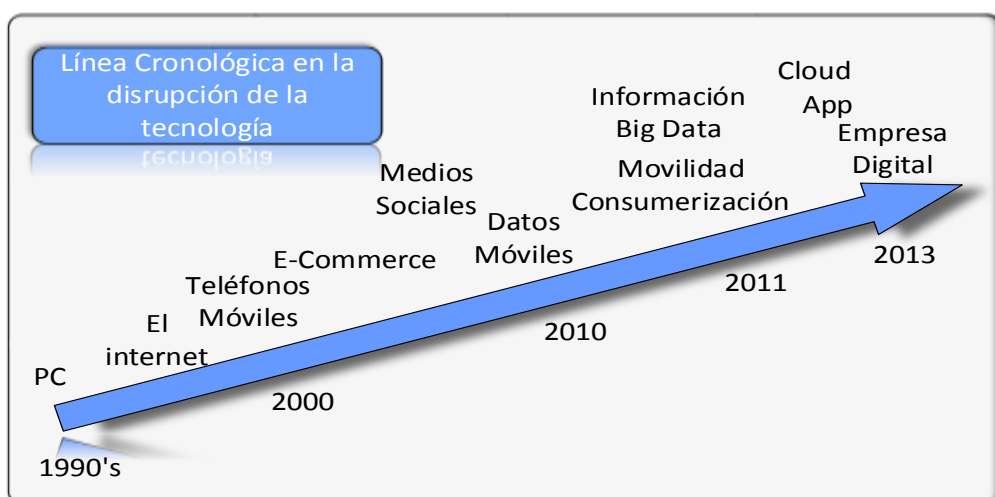 Línea Cronológica en la
disrupción de la
tecnología
Cloud
App
Información
Big Data
Empresa
Digital
Medios
Sociales
Movilidad
Consumerización
Datos
Móviles
E-Commerce
Teléfonos
Móviles
El
internet
PC
1990's
2000
2010
2011
2013